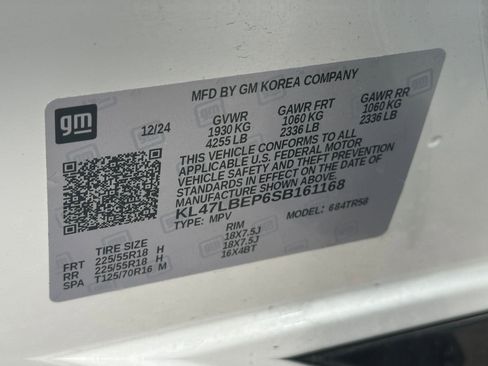 MFD BY GM KOREA COMPANY
gm
12/24 GVWR GAWR FRT GAWR RR
1930 KG 1060 KG 1060 KG
4255 LB 2336 LB 2336 LB
THIS VEHICLE CONFORMS TO ALL
APPLICABLE U.S. FEDERAL MOTOR
VEHICLE SAFETY AND THEFT PREVENTION
STANDARDS IN EFFECT ON THE DATE OF
MANUFACTURE SHOWN ABOVE.
KL47LBEP6SB161168
TYPE: MPV MODEL: 684TR58
TIRE SIZE RIM
FRT 225/55R18 H 18X7.5J
RR 225/55R18 H 18X7.5J
SPA T125/70R16 M 16X4BT